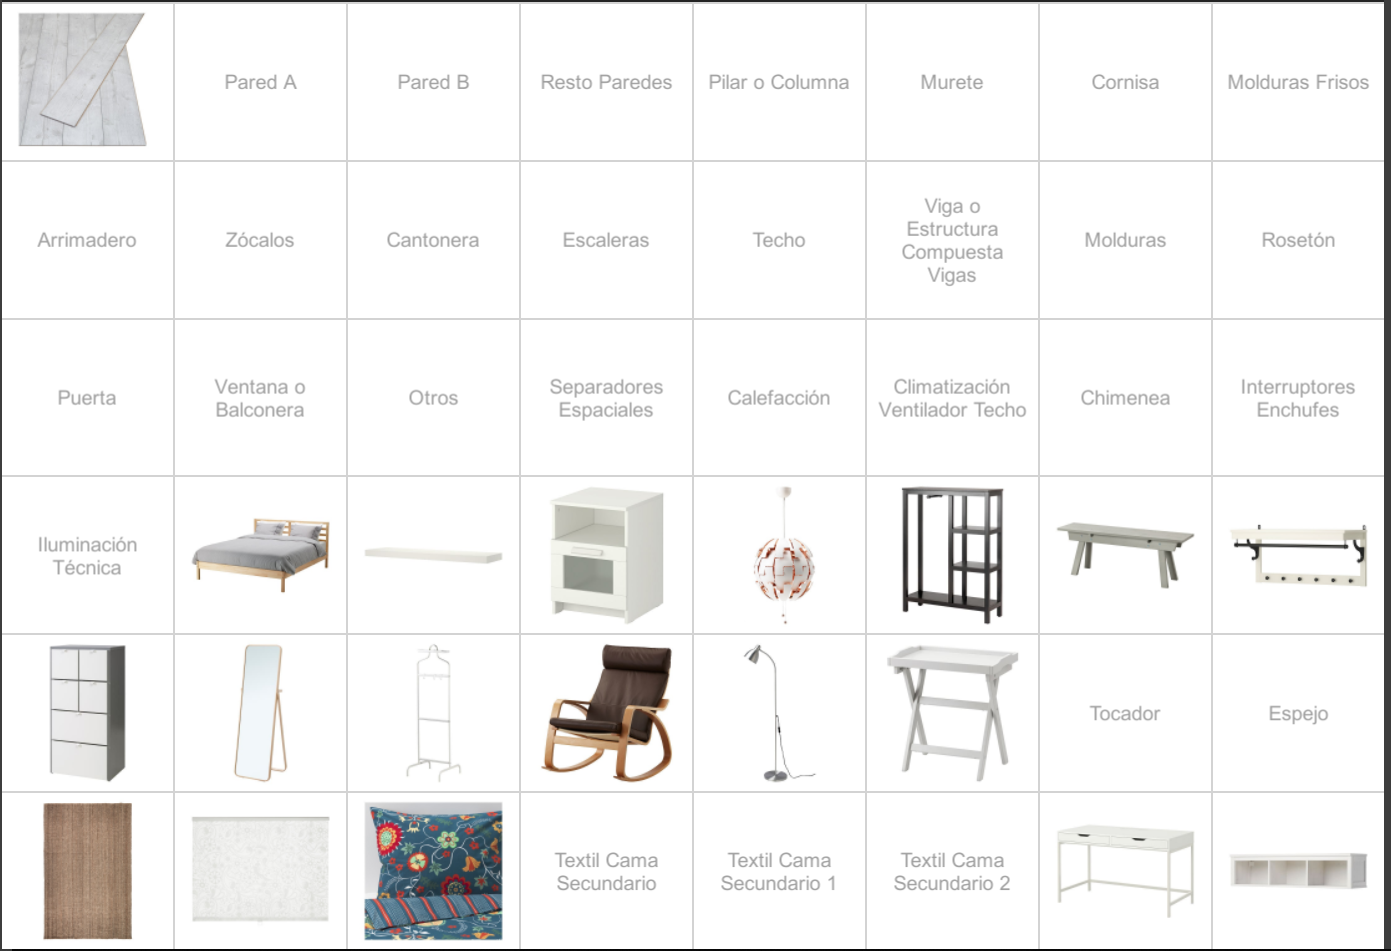 Pared A
Pared B
Resto Paredes
Pilar o Columna
Murete
Cornisa
Molduras Frisos
Arrimadero
Zócalos
Cantonera
Escaleras
Techo
Viga o
Estructura
Compuesta
Vigas
Molduras
Rosetón
Puerta
Ventana o
Balconera
Otros
Separadores
Espaciales
Calefacción
Climatización
Ventilador Techo
Chimenea
Interruptores
Enchufes
Iluminación
Técnica
Tocador
Espejo
Textil Cama
Secundario
Textil Cama
Secundario 1
Textil Cama
Secundario 2